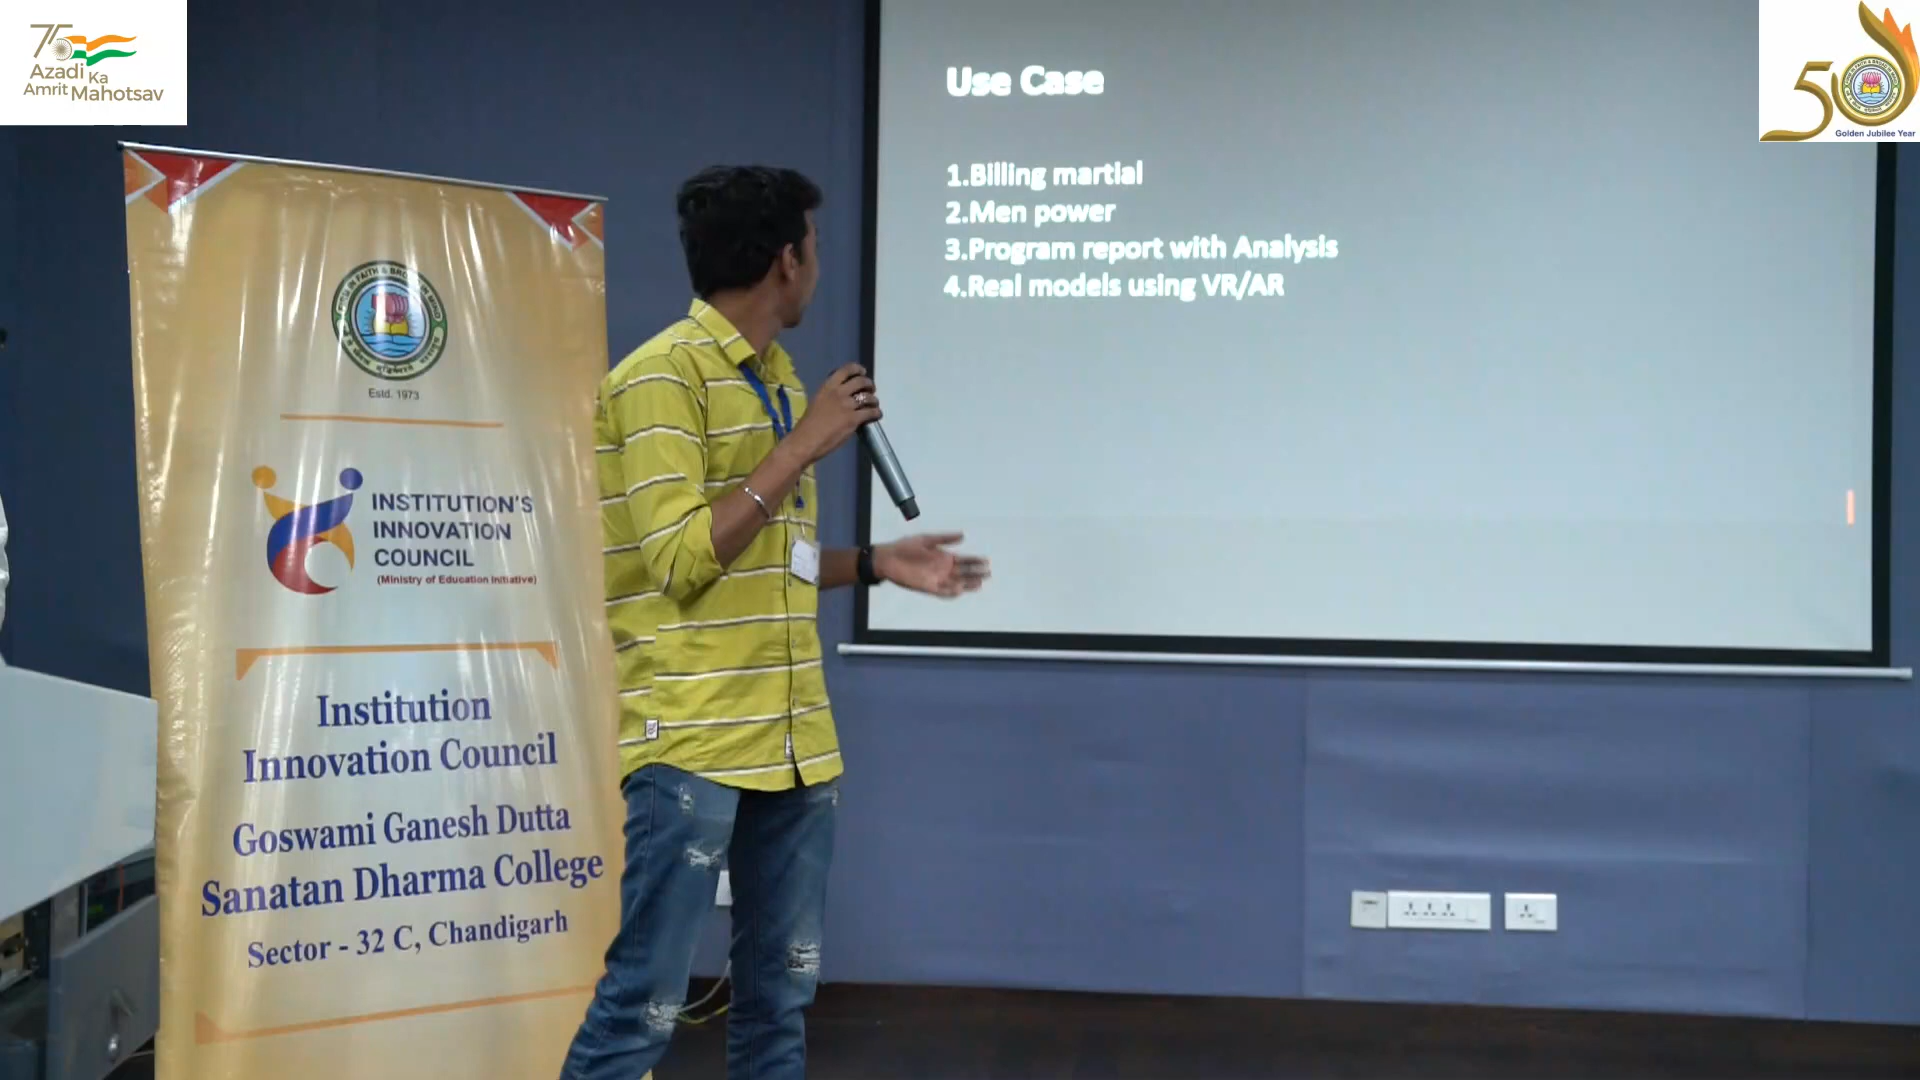 75
Azadi Ka
Amrit Mahotsav
50
Golden Jubilee Year
Use Case
1.Billing martial
2.Men power
3.Program report with Analysis
4.Real models using VR/AR
Estd. 1973
INSTITUTION'S
INNOVATION
COUNCIL
(Ministry of Education Initiative)
Institution
Innovation Council
Goswami Ganesh Dutta
Sanatan Dharma College
Sector - 32 C, Chandigarh